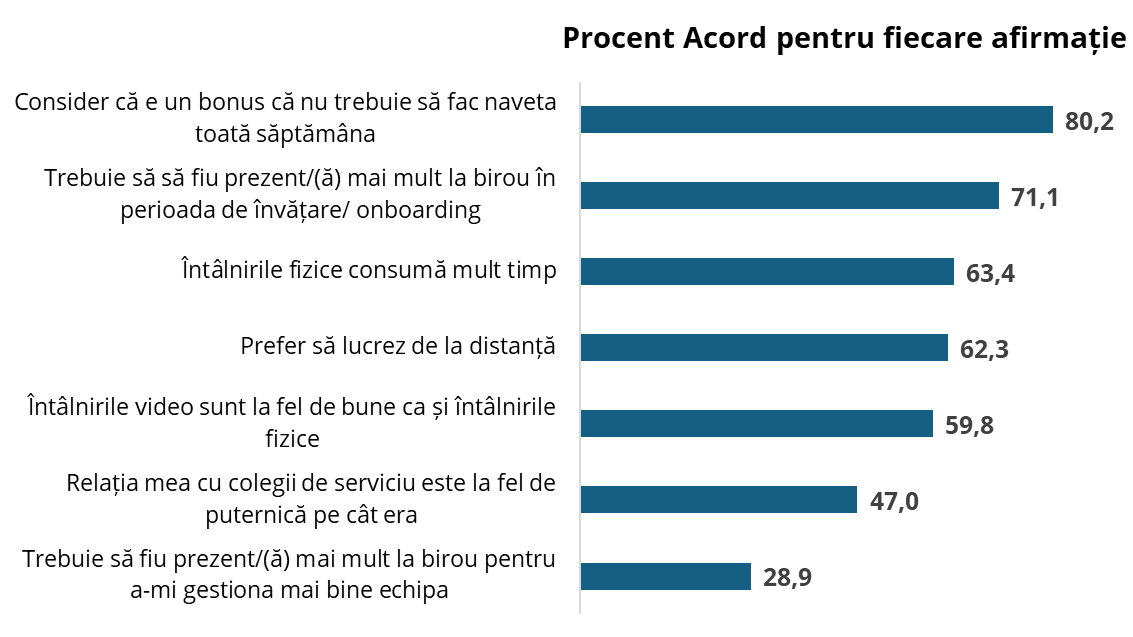 Procent Acord pentru fiecare afirmație
Consider că e un bonus că nu trebuie să fac naveta
toată săptămâna
80,2
Trebuie să să fiu prezent/(ă) mai mult la birou în
perioada de învățare/ onboarding
71,1
Întâlnirile fizice consumă mult timp
63,4
Prefer să lucrez de la distanță
62,3
Întâlnirile video sunt la fel de bune ca și întâlnirile
fizice
59,8
Relația mea cu colegii de serviciu este la fel de
puternică pe cât era
47,0
Trebuie să fiu prezent/(ă) mai mult la birou pentru
a-mi gestiona mai bine echipa
28,9